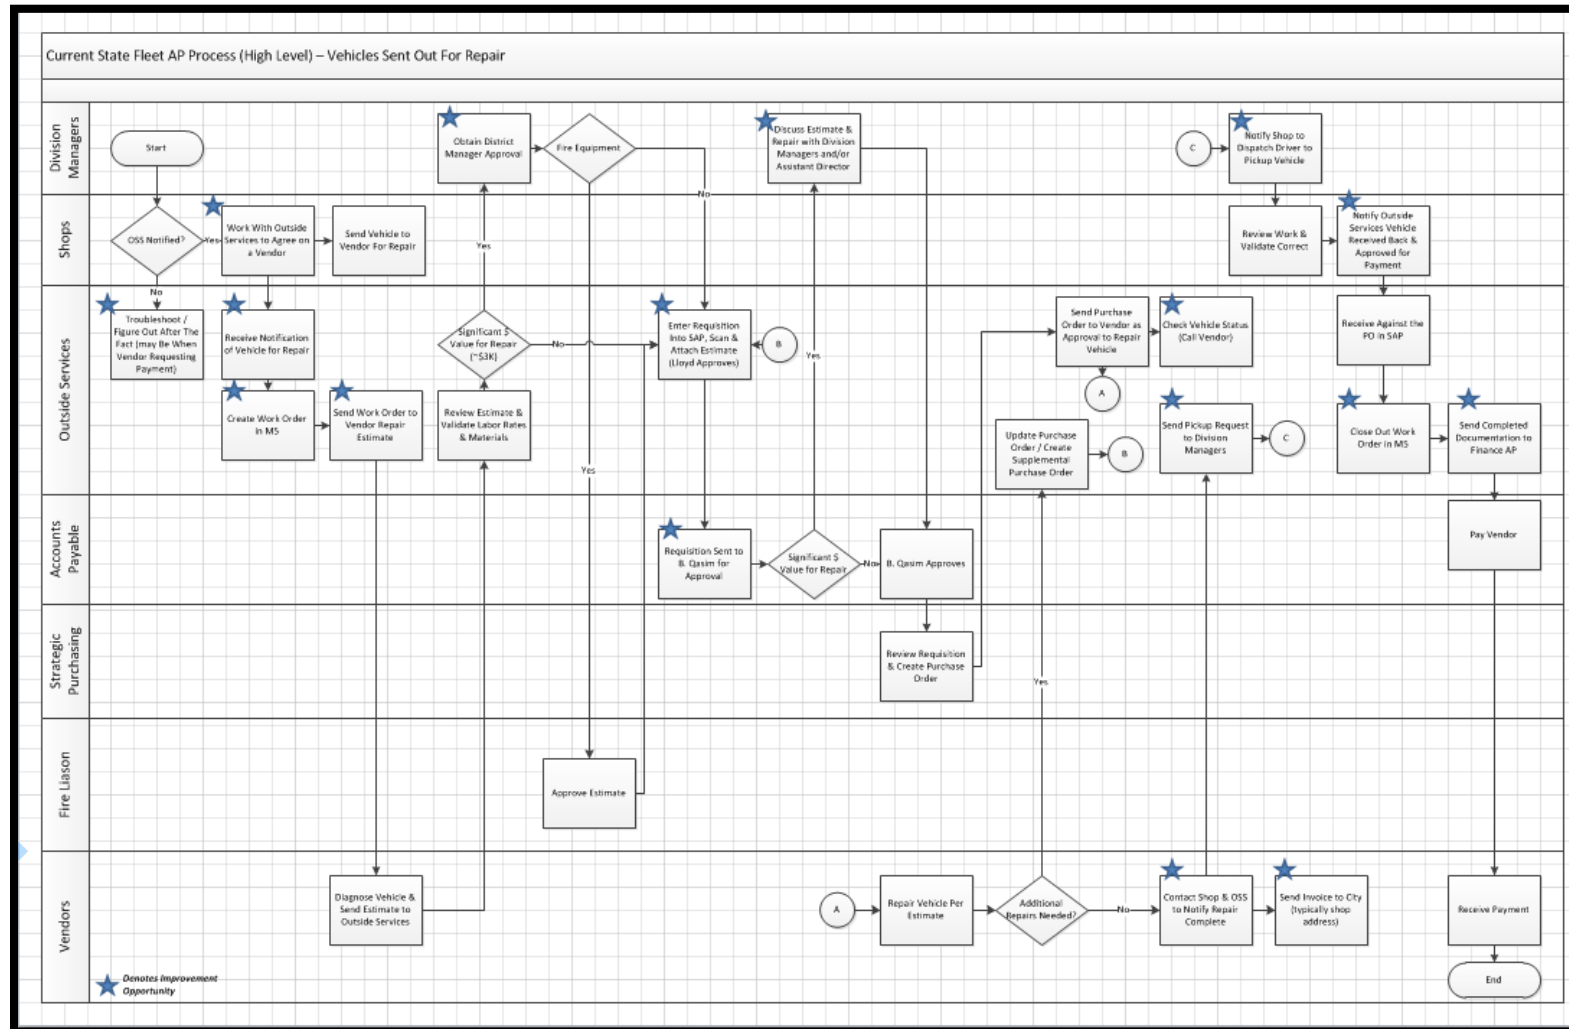 Current State Fleet AP Process (High Level) – Vehicles Sent Out For Repair
Division
Managers
Start
Obtain District
Manager Approval
Fire Equipment
Discuss Estimate &
Repair with Division
Managers and/or
Assistant Director
C
Notify Shop to
Dispatch Driver to
Pickup Vehicle
No
Shops
OSS Notified?
Yes
Work With Outside
Services to Agree on
a Vendor
Send Vehicle to
Vendor For Repair
Yes
Review Work &
Validate Correct
Notify Outside
Services Vehicle
Received Back &
Approved for
Payment
No
Outside Services
Troubleshoot /
Figure Out After The
Fact (may Be When
Vendor Requesting
Payment)
Receive Notification
of Vehicle for Repair
Significant $
Value for Repair
(~$3K)
No
Enter Requisition
Into SAP, Scan &
Attach Estimate
(Lloyd Approves)
B
Yes
Send Purchase
Order to Vendor as
Approval to Repair
Vehicle
Check Vehicle Status
(Call Vendor)
Receive Against the
PO in SAP
A
Create Work Order
in M5
Send Work Order to
Vendor Repair
Estimate
Review Estimate &
Validate Labor Rates
& Materials
Update Purchase
Order / Create
Supplemental
Purchase Order
B
Send Pickup Request
to Division
Managers
C
Close Out Work
Order in M5
Send Completed
Documentation to
Finance AP
Yes
Accounts
Payable
Requisition Sent to
B. Qasim for
Approval
Significant $
Value for Repair
No
B. Qasim Approves
Pay Vendor
Strategic
Purchasing
Review Requisition
& Create Purchase
Order
Yes
Fire Liason
Approve Estimate
Vendors
Diagnose Vehicle &
Send Estimate to
Outside Services
A
Repair Vehicle Per
Estimate
Additional
Repairs Needed?
No
Contact Shop & OSS
to Notify Repair
Complete
Send Invoice to City
(typically shop
address)
Receive Payment
Denotes Improvement
Opportunity
End